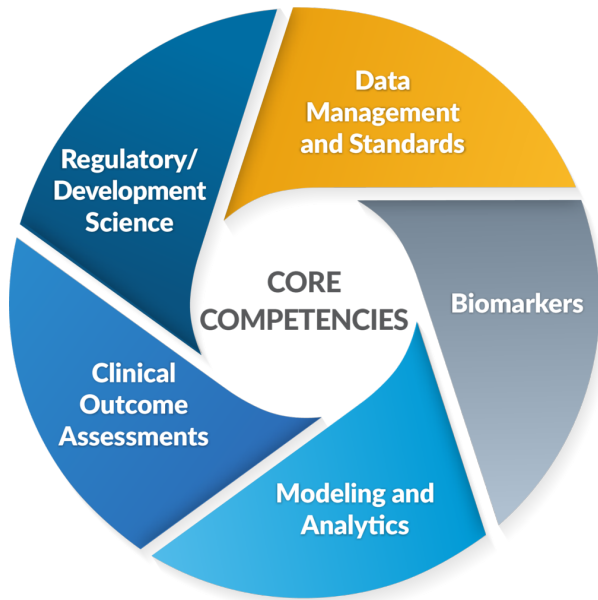 Data
Management
and Standards
Biomarkers
Modeling and
Analytics
Clinical
Outcome
Assessments
Regulatory/
Development
Science
CORE
COMPETENCIES